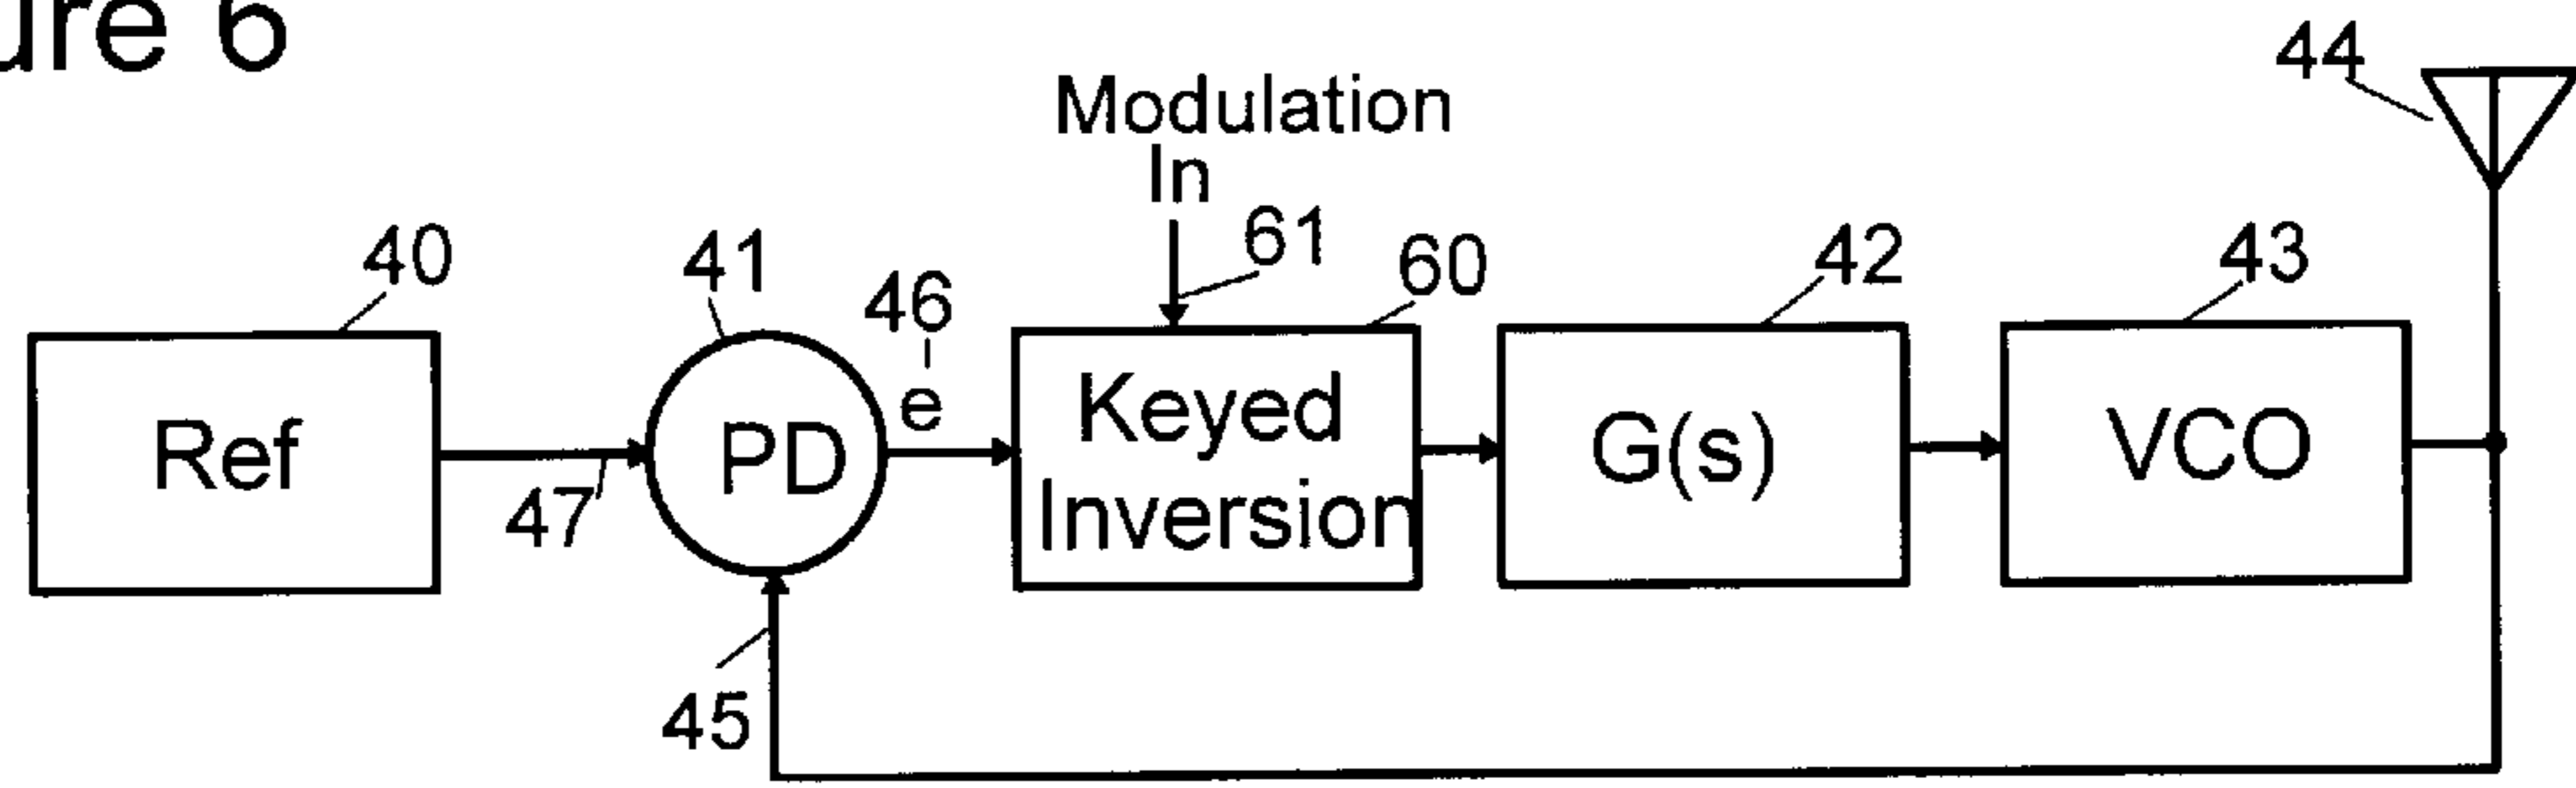 ure 6
44
Modulation
In
61
40
41
46
60
42
43
e
Ref
PD
Keyed
Inversion
G(s)
VCO
47
45